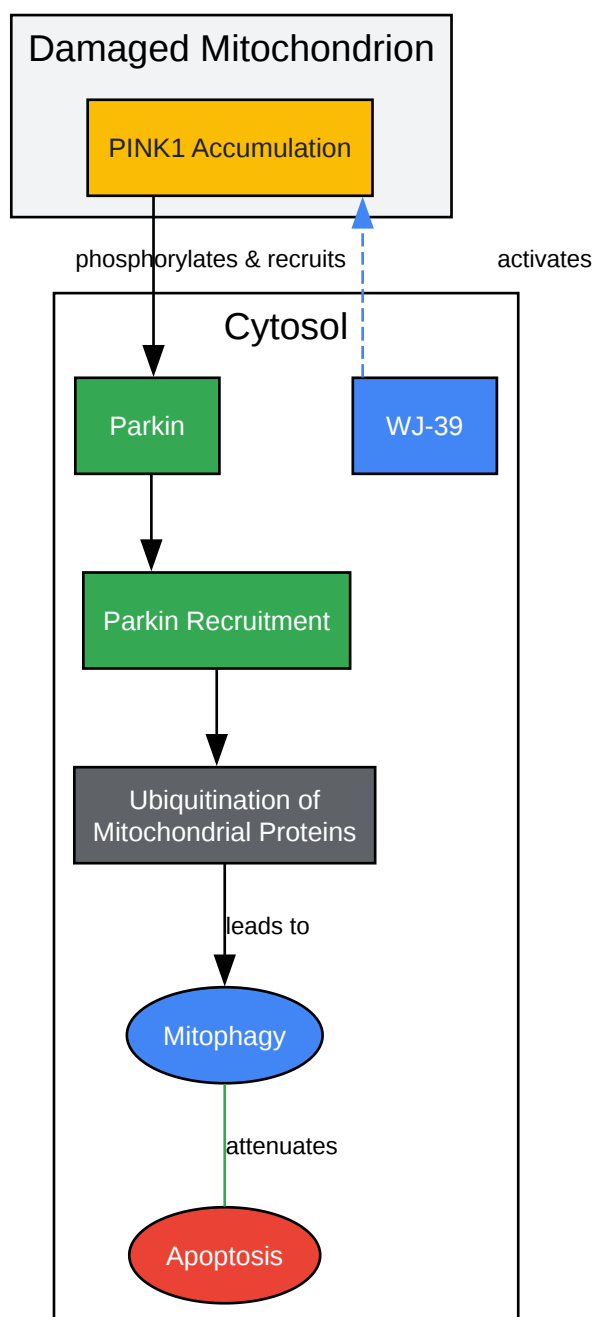 Damaged Mitochondrion
PINK1 Accumulation
phosphorylates & recruits
activates
Cytosol
Parkin
WJ-39
Parkin Recruitment
Ubiquitination of
Mitochondrial Proteins
leads to
Mitophagy
attenuates
Apoptosis